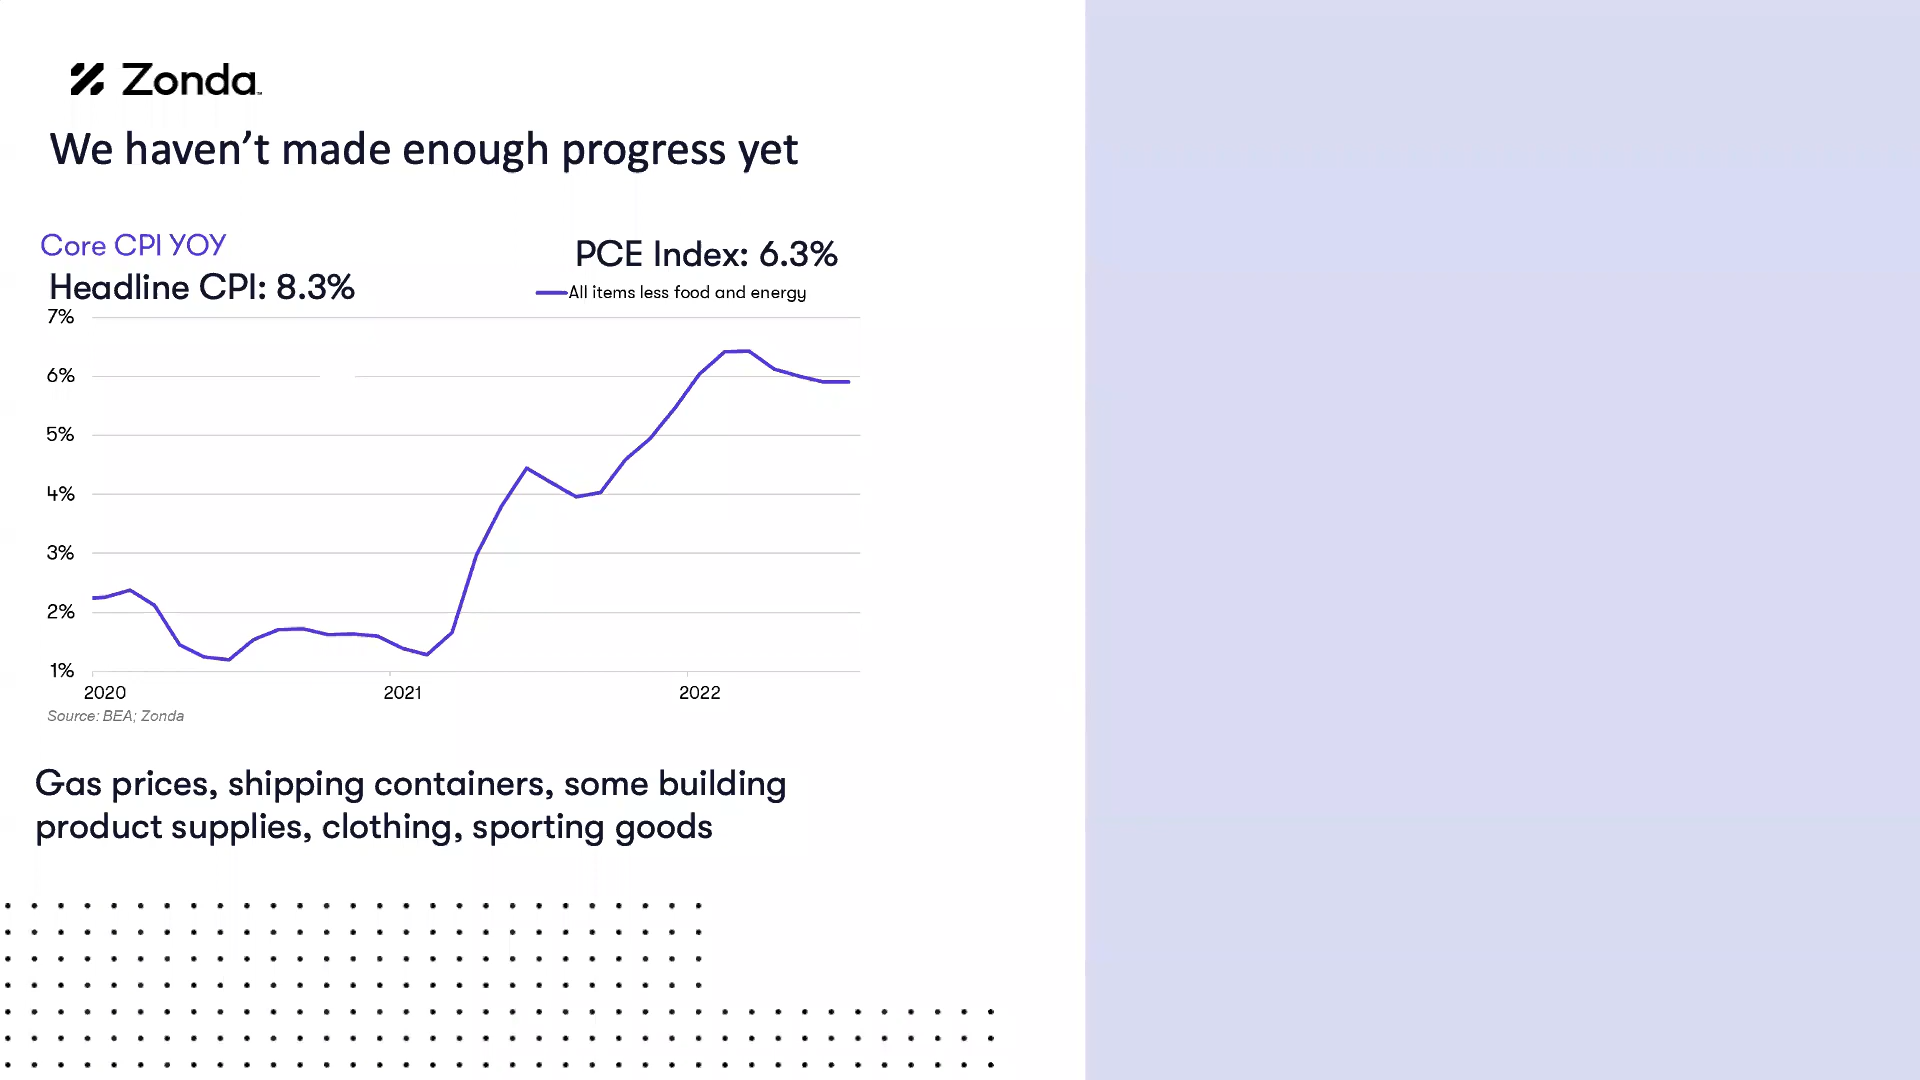 Zonda
We haven’t made enough progress yet
Core CPI YOY
Headline CPI: 8.3%
PCE Index: 6.3%
All items less food and energy
7%
6%
5%
4%
3%
2%
1%
2020 2021 2022
Source: BEA; Zonda
Gas prices, shipping containers, some building
product supplies, clothing, sporting goods